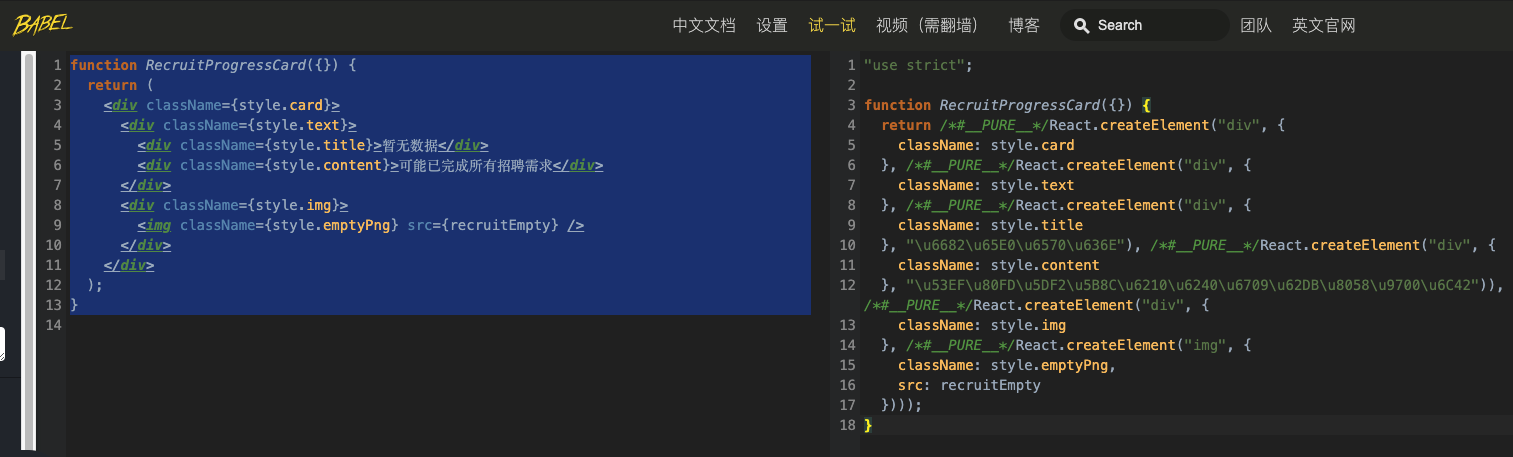 BABEL
中文文档 设置 试一试 视频（需翻墙） 博客 Search 团队 英文官网
1 function RecruitProgressCard({}) {
2   return (
3     <div className={style.card}>
4       <div className={style.text}>
5         <div className={style.title}>暂无数据</div>
6         <div className={style.content}>可能已完成所有招聘需求</div>
7       </div>
8       <div className={style.img}>
9         <img className={style.emptyPng} src={recruitEmpty} />
10       </div>
11     </div>
12   );
13 }
14
1 "use strict";
2
3 function RecruitProgressCard({}) {
4   return /*#__PURE__*/React.createElement("div", {
5     className: style.card
6   }, /*#__PURE__*/React.createElement("div", {
7     className: style.text
8   }, /*#__PURE__*/React.createElement("div", {
9     className: style.title
10   }, "\u6682\u65E0\u6570\u636E"), /*#__PURE__*/React.createElement("div", {
11     className: style.content
12   }, "\u53EF\u80FD\u5DF2\u5B8C\u6210\u6240\u6709\u62DB\u8058\u9700\u6C42")),
/*#__PURE__*/React.createElement("div", {
13     className: style.img
14   }, /*#__PURE__*/React.createElement("img", {
15     className: style.emptyPng,
16     src: recruitEmpty
17   })));
18 }